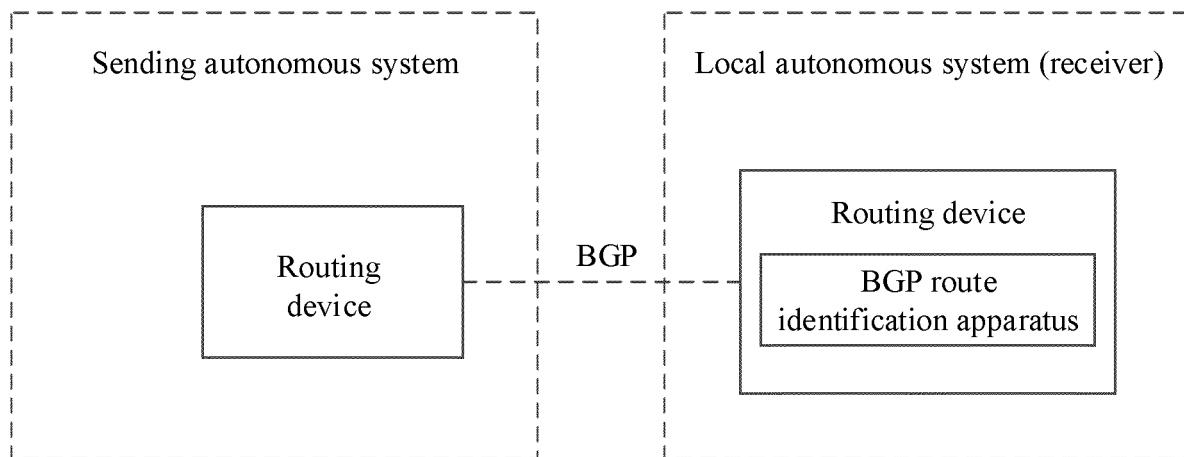 Sending autonomous system
Local autonomous system (receiver)
Routing
device
BGP
Routing device
BGP route
identification apparatus